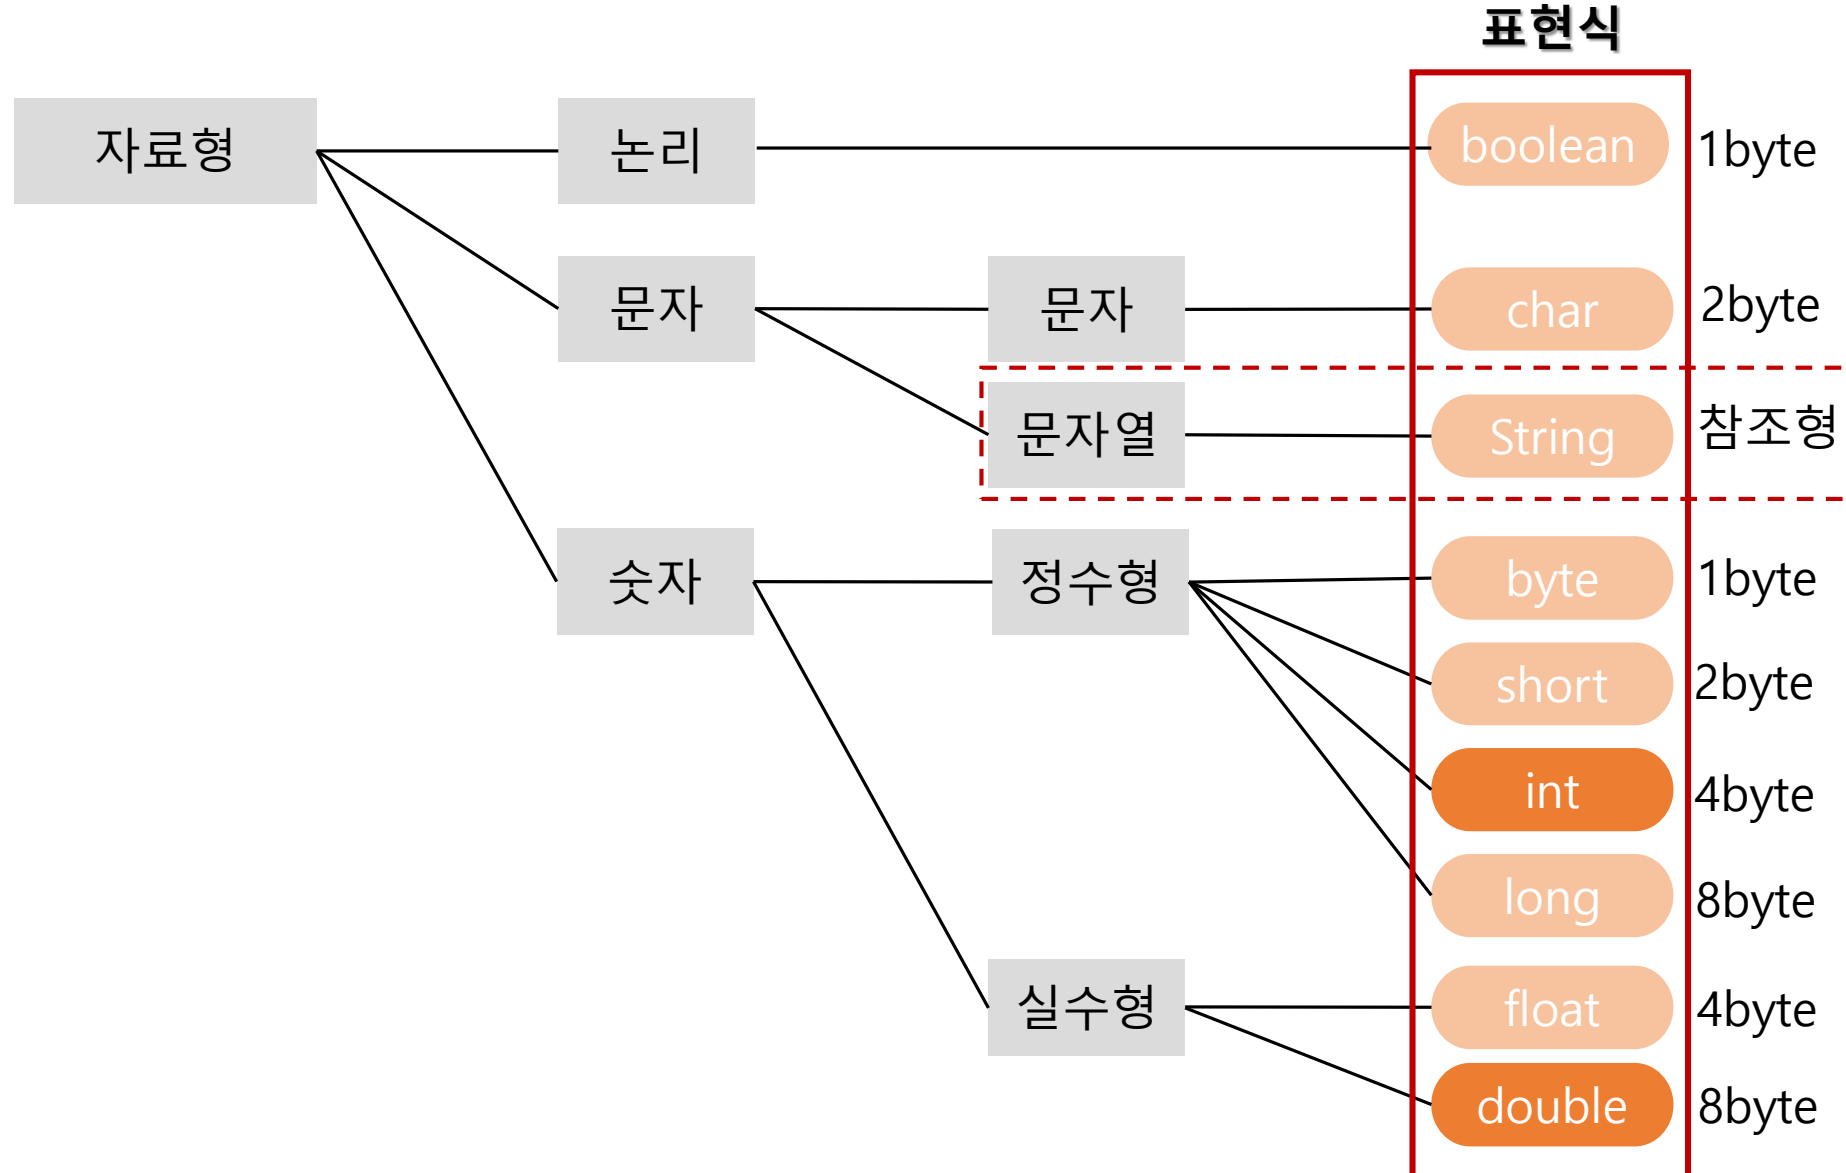 표현식
자료형
논리
boolean
1byte
문자
문자
char
2byte
문자열
String
참조형
숫자
정수형
byte
1byte
short
2byte
int
4byte
long
8byte
실수형
float
4byte
double
8byte